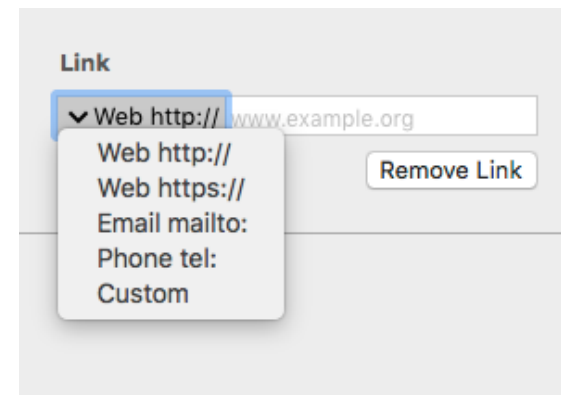 Link
Web http:// www.example.org
Web http://
Web https://
Remove Link
Email mailto:
Phone tel:
Custom